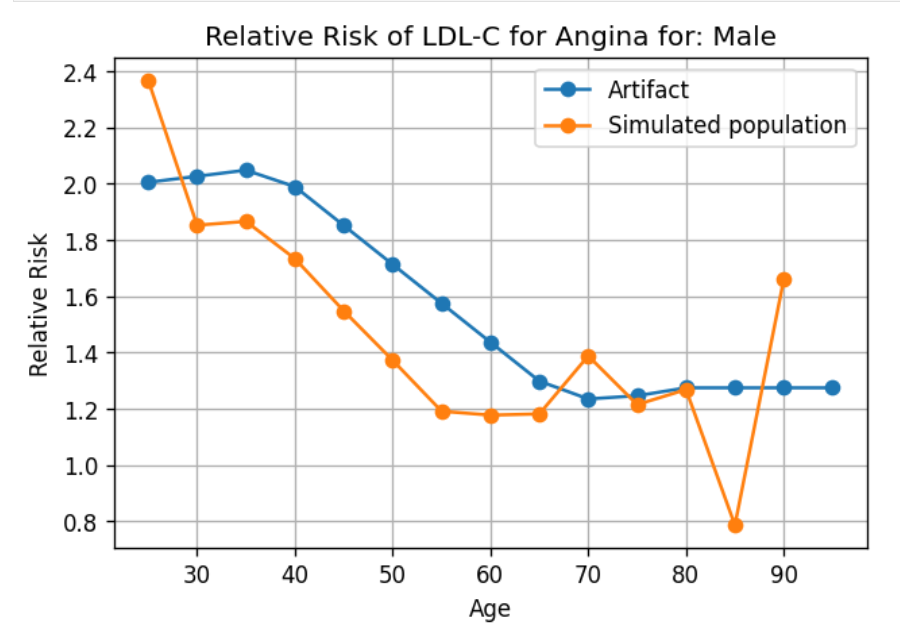 Relative Risk of LDL-C for Angina for: Male
Artifact
Simulated population
2.4
2.2
2.0
1.8
1.6
1.4
1.2
1.0
0.8
Relative Risk
30 40 50 60 70 80 90
Age